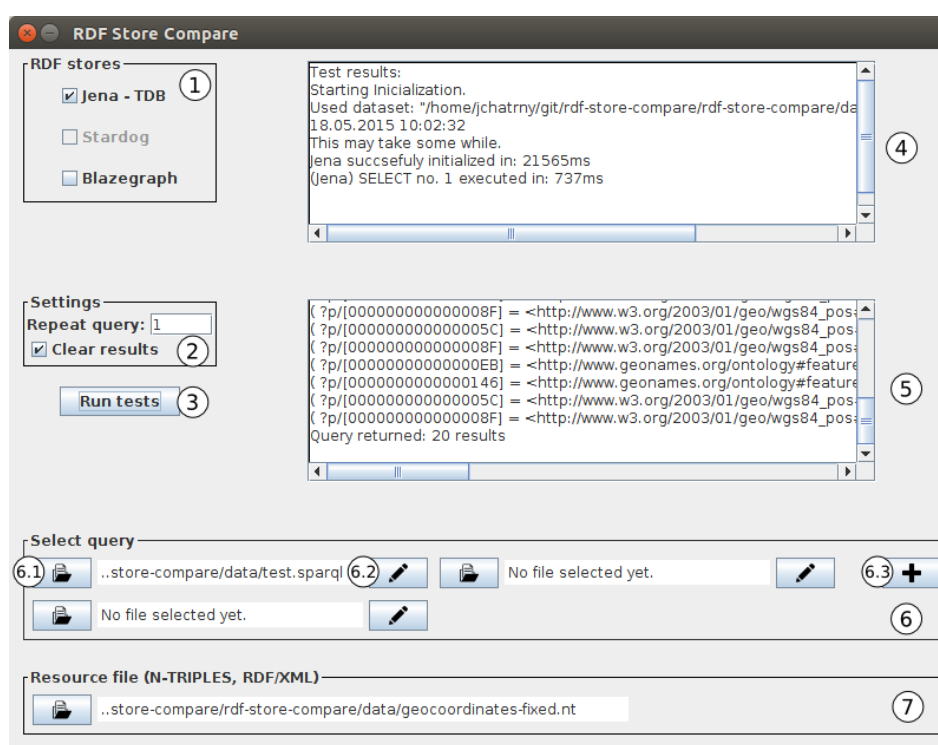 RDF Store Compare
RDF stores
1
Jena - TDB
Stardog
Blazegraph
Test results:
Starting Inicialization.
Used dataset: "/home/jchatrny/git/rdf-store-compare/rdf-store-compare/da
18.05.2015 10:02:32
This may take some while.
Jena succsefuly initialized in: 21565ms
(Jena) SELECT no. 1 executed in: 737ms
4
Settings
Repeat query: 1
Clear results
2
Run tests
3
( ?p/[000000000000008F] = <http://www.w3.org/2003/01/geo/wgs84_pos#
( ?p/[000000000000005C] = <http://www.w3.org/2003/01/geo/wgs84_pos#
( ?p/[000000000000008F] = <http://www.w3.org/2003/01/geo/wgs84_pos#
( ?p/[00000000000000EB] = <http://www.geonames.org/ontology#feature
( ?p/[0000000000000146] = <http://www.geonames.org/ontology#feature
( ?p/[000000000000005C] = <http://www.w3.org/2003/01/geo/wgs84_pos#
( ?p/[000000000000008F] = <http://www.w3.org/2003/01/geo/wgs84_pos#
Query returned: 20 results
5
Select query
6.1 ..store-compare/data/test.sparql 6.2 No file selected yet. 6.3
No file selected yet.
6
Resource file (N-TRIPLES, RDF/XML)
..store-compare/rdf-store-compare/data/geocoordinates-fixed.nt
7